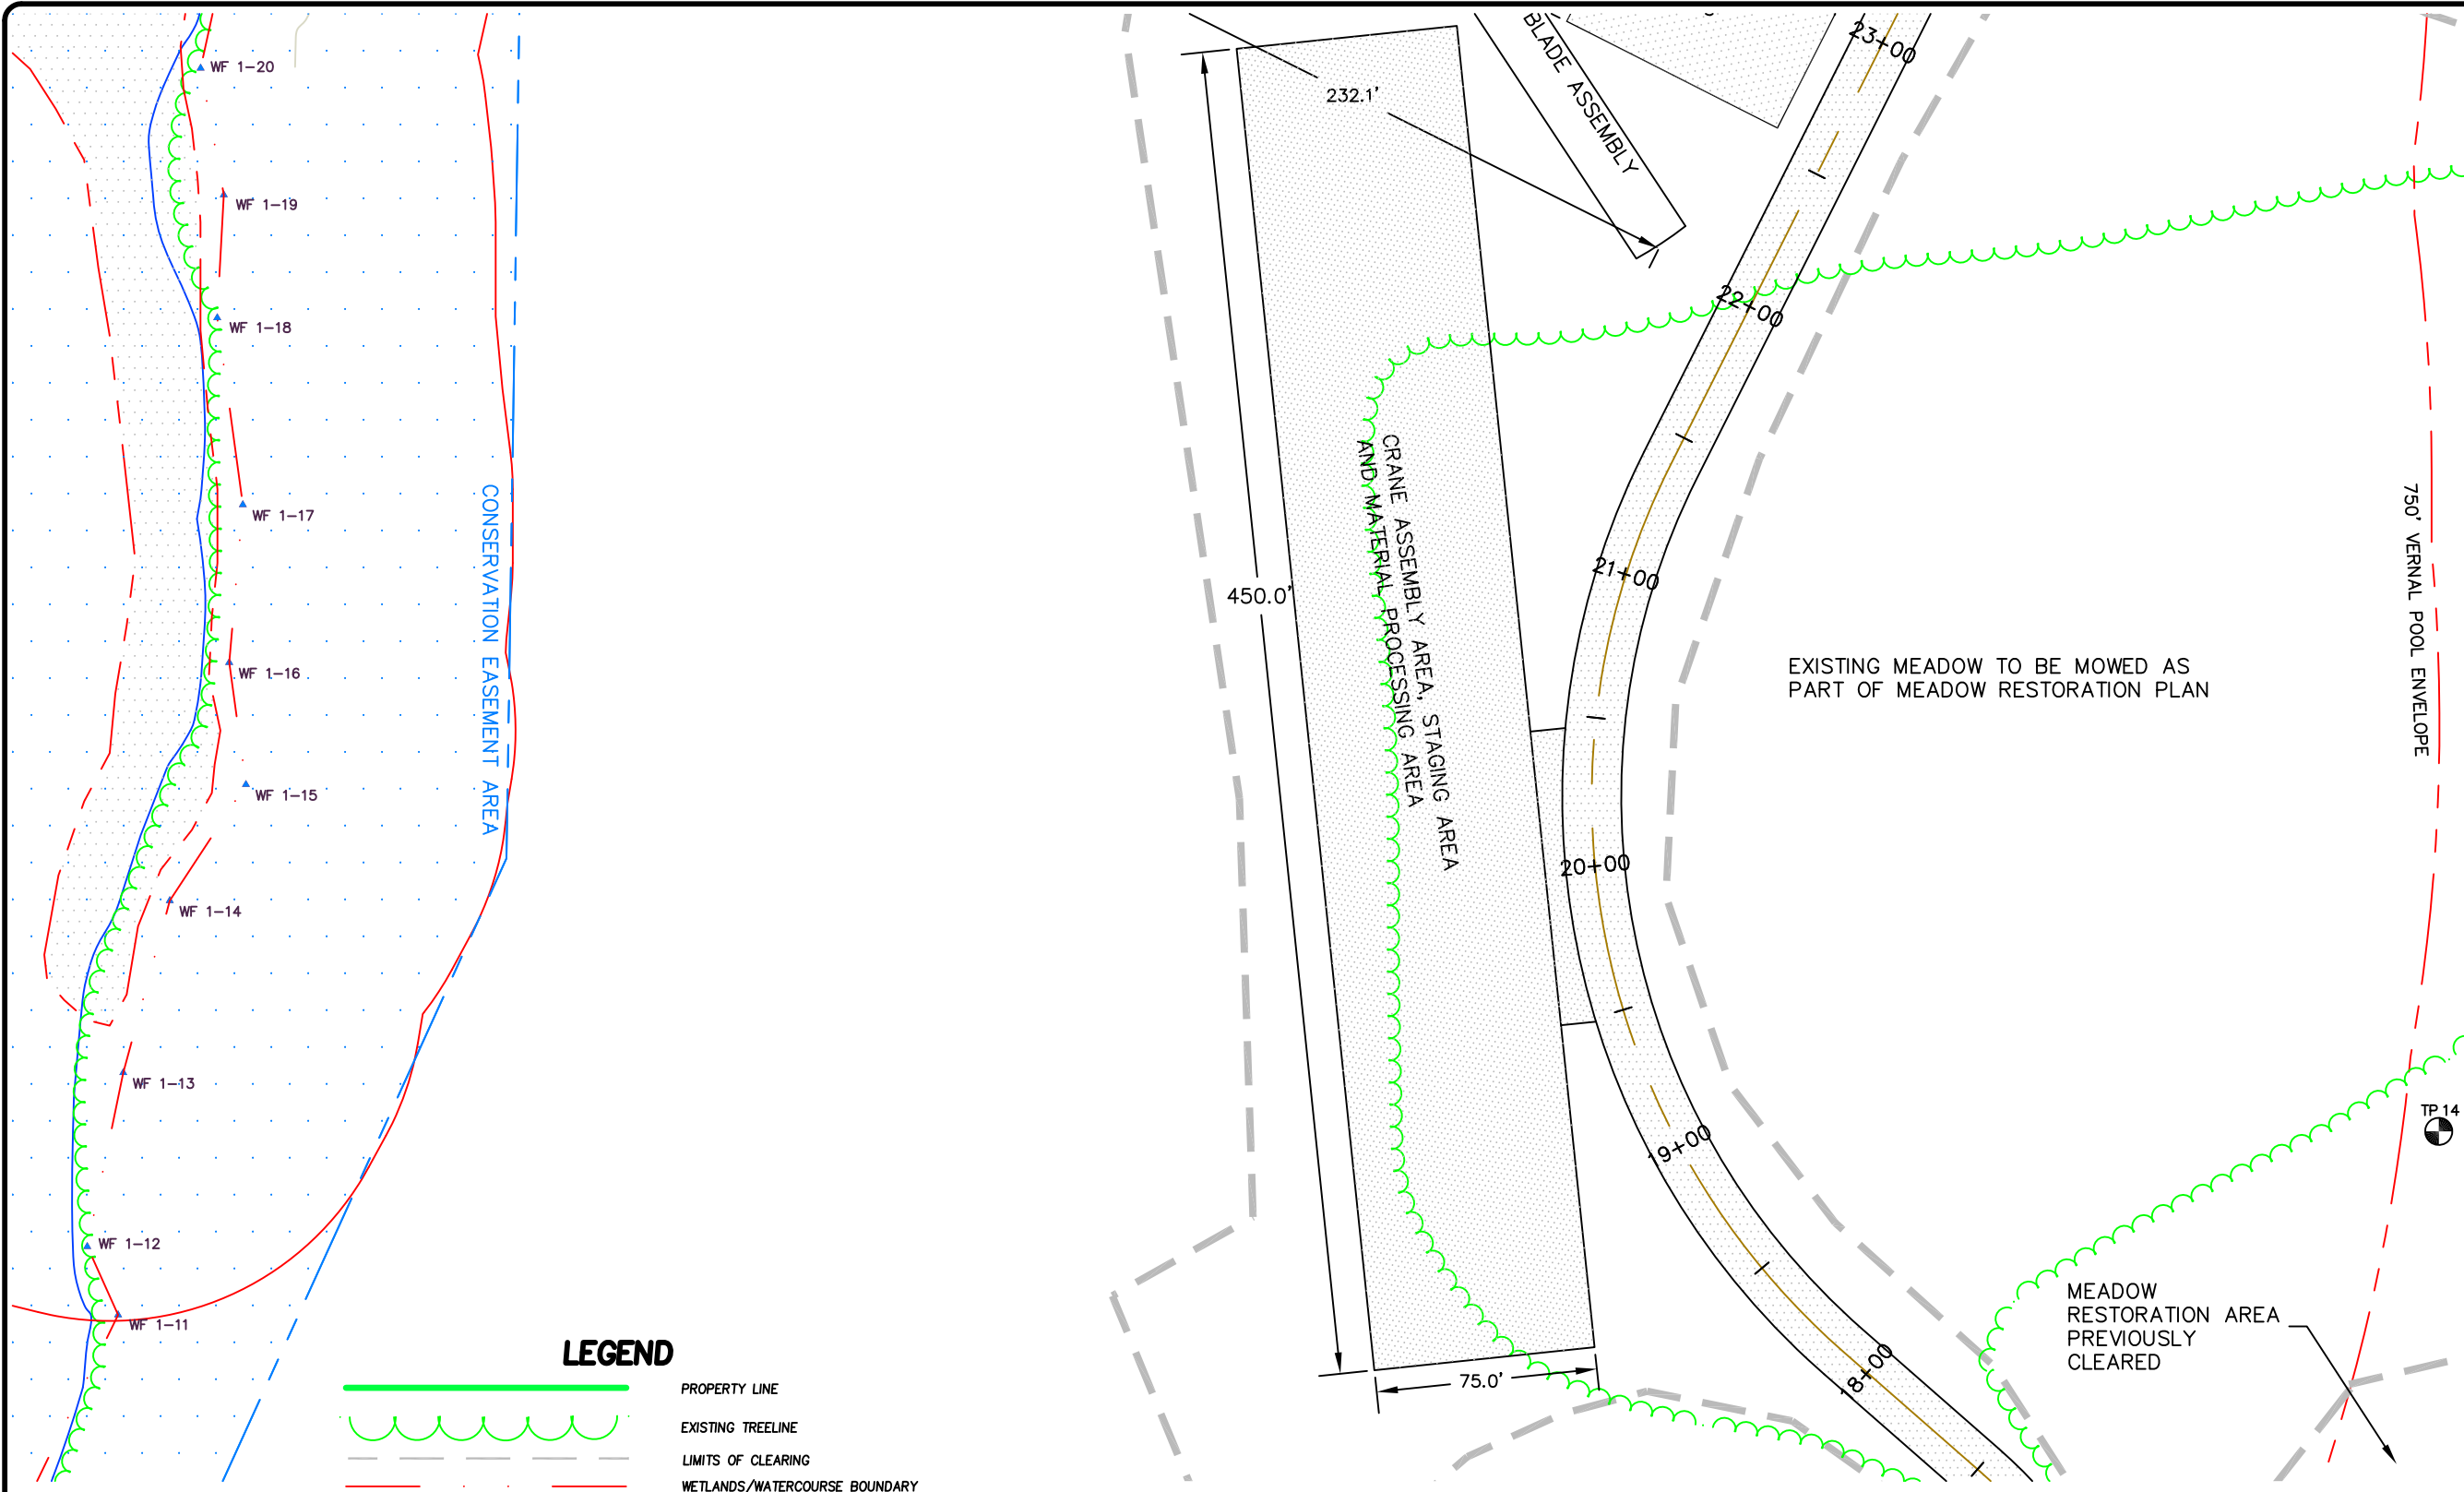 WF 1-20
WF 1-19
WF 1-18
WF 1-17
WF 1-16
WF 1-15
WF 1-14
WF 1-13
WF 1-12
WF 1-11
CONSERVATION EASEMENT AREA
232.1'
BLADE ASSEMBLY
450.0'
CRANE ASSEMBLY AREA, STAGING AREA
AND MATERIAL PROCESSING AREA
75.0'
23+00
22+00
21+00
20+00
19+00
18+00
EXISTING MEADOW TO BE MOWED AS
PART OF MEADOW RESTORATION PLAN
750' VERNAL POOL ENVELOPE
TP 14
MEADOW
RESTORATION AREA
PREVIOUSLY
CLEARED
LEGEND
PROPERTY LINE
EXISTING TREELINE
LIMITS OF CLEARING
WETLANDS/WATERCOURSE BOUNDARY